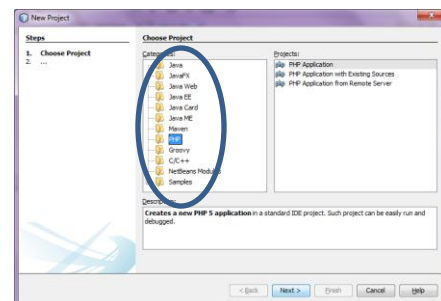 New Project
Steps
1. Choose Project
2. ...
Choose Project
Categories:
Java
JavaFX
Java Web
Java EE
Java Card
Java ME
Maven
PHP
Groovy
C/C++
NetBeans Modules
Samples
Projects:
PHP Application
PHP Application with Existing Sources
PHP Application from Remote Server
Description:
Creates a new PHP 5 application in a standard IDE project. Such project can be easily run and
debugged.
< Back Next > Finish Cancel Help